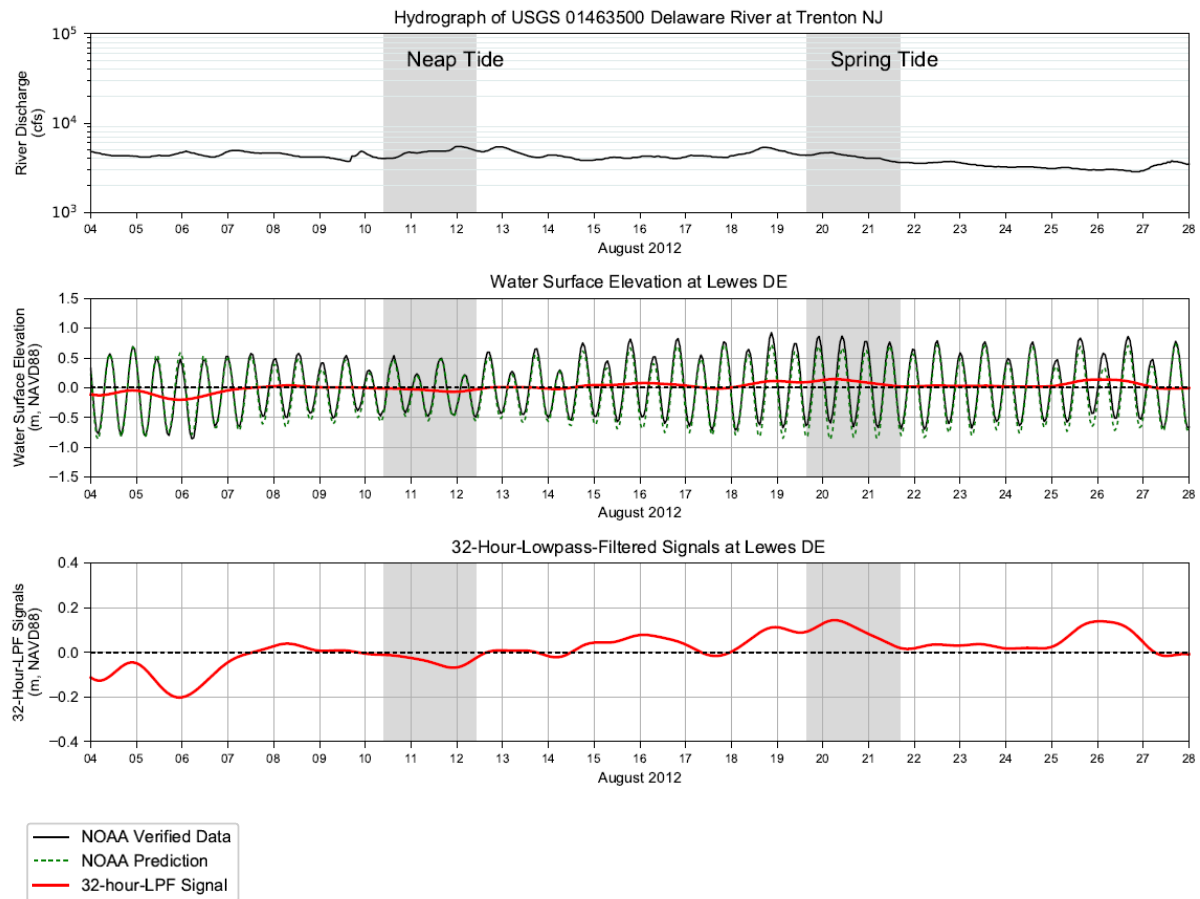 Hydrograph of USGS 01463500 Delaware River at Trenton NJ
10^5
Neap Tide
Spring Tide
River Discharge
(cfs)
10^4
10^3
04 05 06 07 08 09 10 11 12 13 14 15 16 17 18 19 20 21 22 23 24 25 26 27 28
August 2012
Water Surface Elevation at Lewes DE
Water Surface Elevation
(m, NAVD88)
1.5
1.0
0.5
0.0
−0.5
−1.0
−1.5
04 05 06 07 08 09 10 11 12 13 14 15 16 17 18 19 20 21 22 23 24 25 26 27 28
August 2012
32-Hour-Lowpass-Filtered Signals at Lewes DE
32-Hour-LPF Signals
(m, NAVD88)
0.4
0.2
0.0
−0.2
−0.4
04 05 06 07 08 09 10 11 12 13 14 15 16 17 18 19 20 21 22 23 24 25 26 27 28
August 2012
NOAA Verified Data
NOAA Prediction
32-hour-LPF Signal